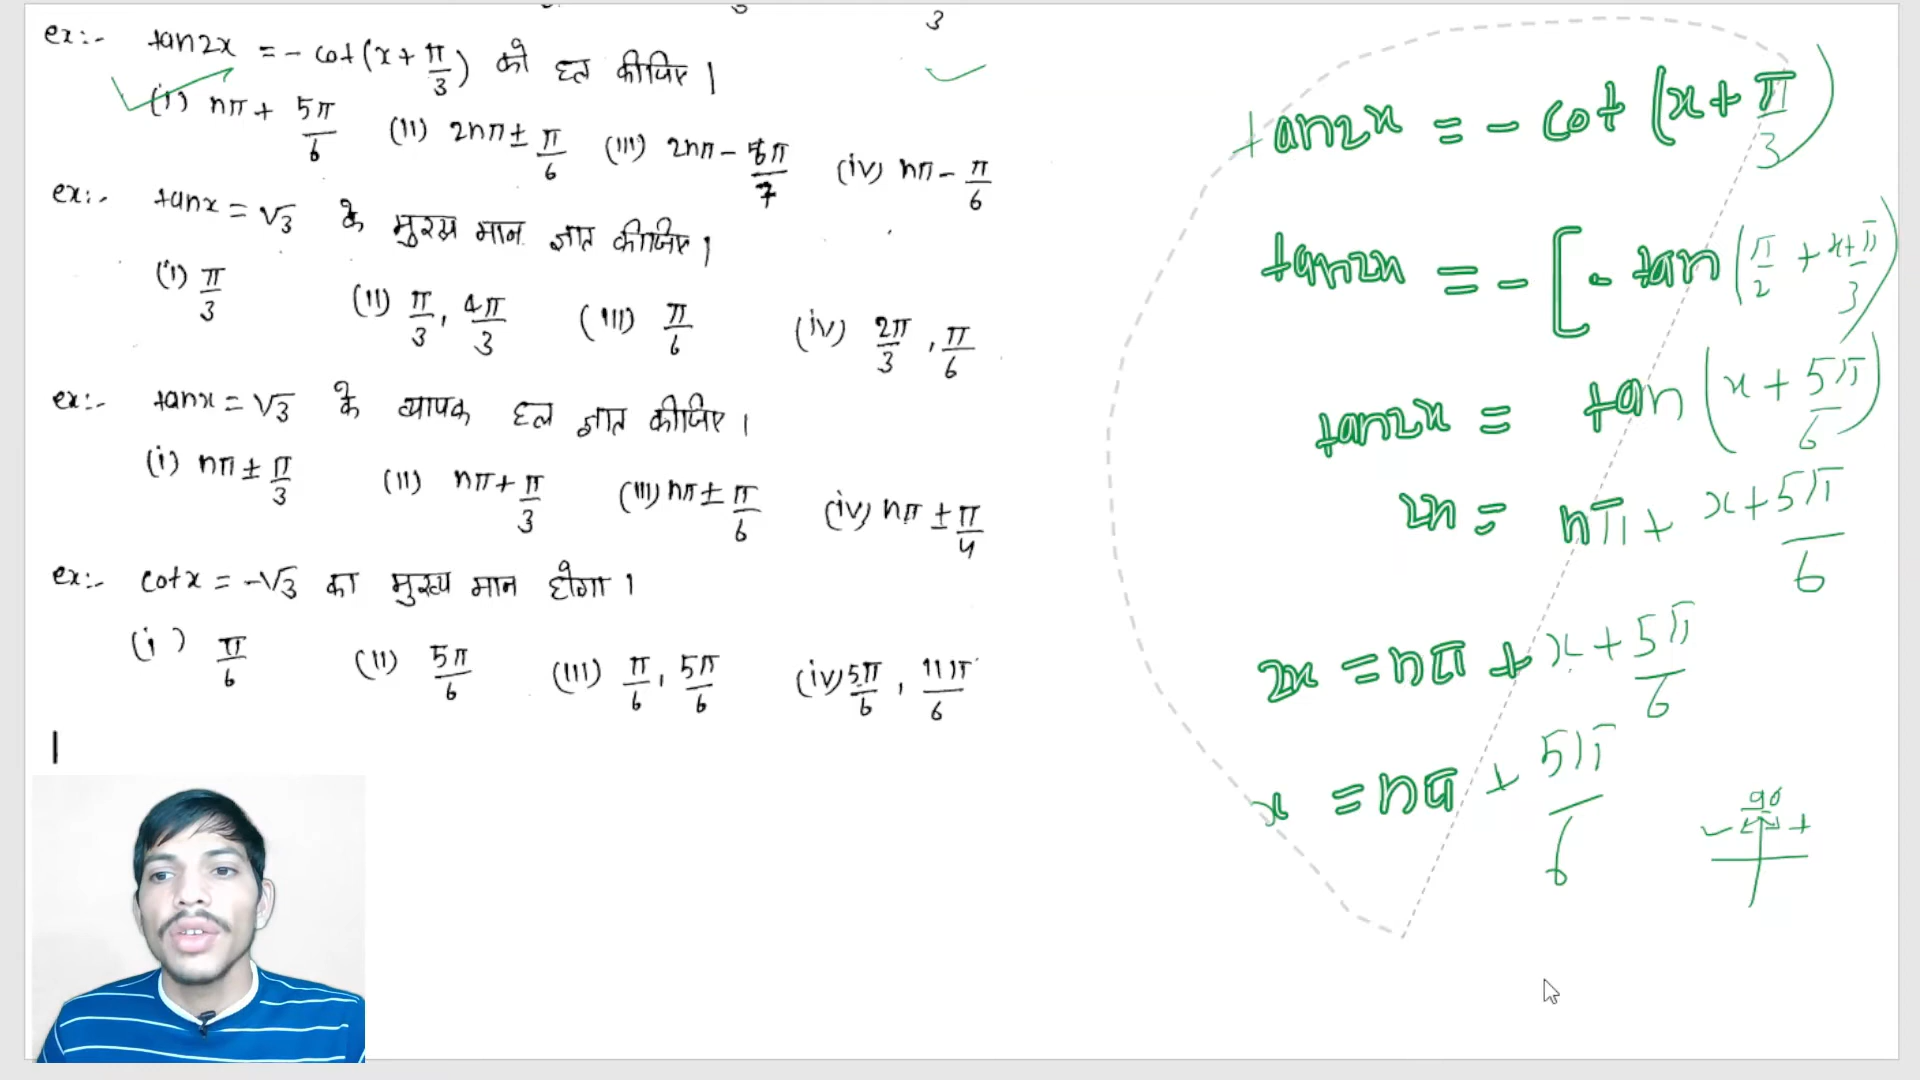 3
ex:- tan2x = - cot(x + π/3) को हल कीजिए |
(i) nπ + 5π/6 (ii) 2nπ ± π/6 (iii) 2nπ - 5π/7 (iv) nπ - π/6
ex:- tanx = √3 के मुख्य मान ज्ञात कीजिए |
(i) π/3 (ii) π/3, 4π/3 (iii) π/6 (iv) 2π/3, π/6
ex:- tanx = √3 के व्यापक हल ज्ञात कीजिए |
(i) nπ ± π/3 (ii) nπ + π/3 (iii) nπ ± π/6 (iv) nπ ± π/4
ex:- cotx = -√3 का मुख्य मान होगा |
(i) π/6 (ii) 5π/6 (iii) π/6, 5π/6 (iv) 5π/6, 11π/6
tan2x = - cot(x + π/3)
tan2x = - [- tan(π/2 + x + π/3)
tan2x = tan(x + 5π/6)
2x = nπ + x + 5π/6
2x = nπ + x + 5π/6
x = nπ + 5π/6
90
- +